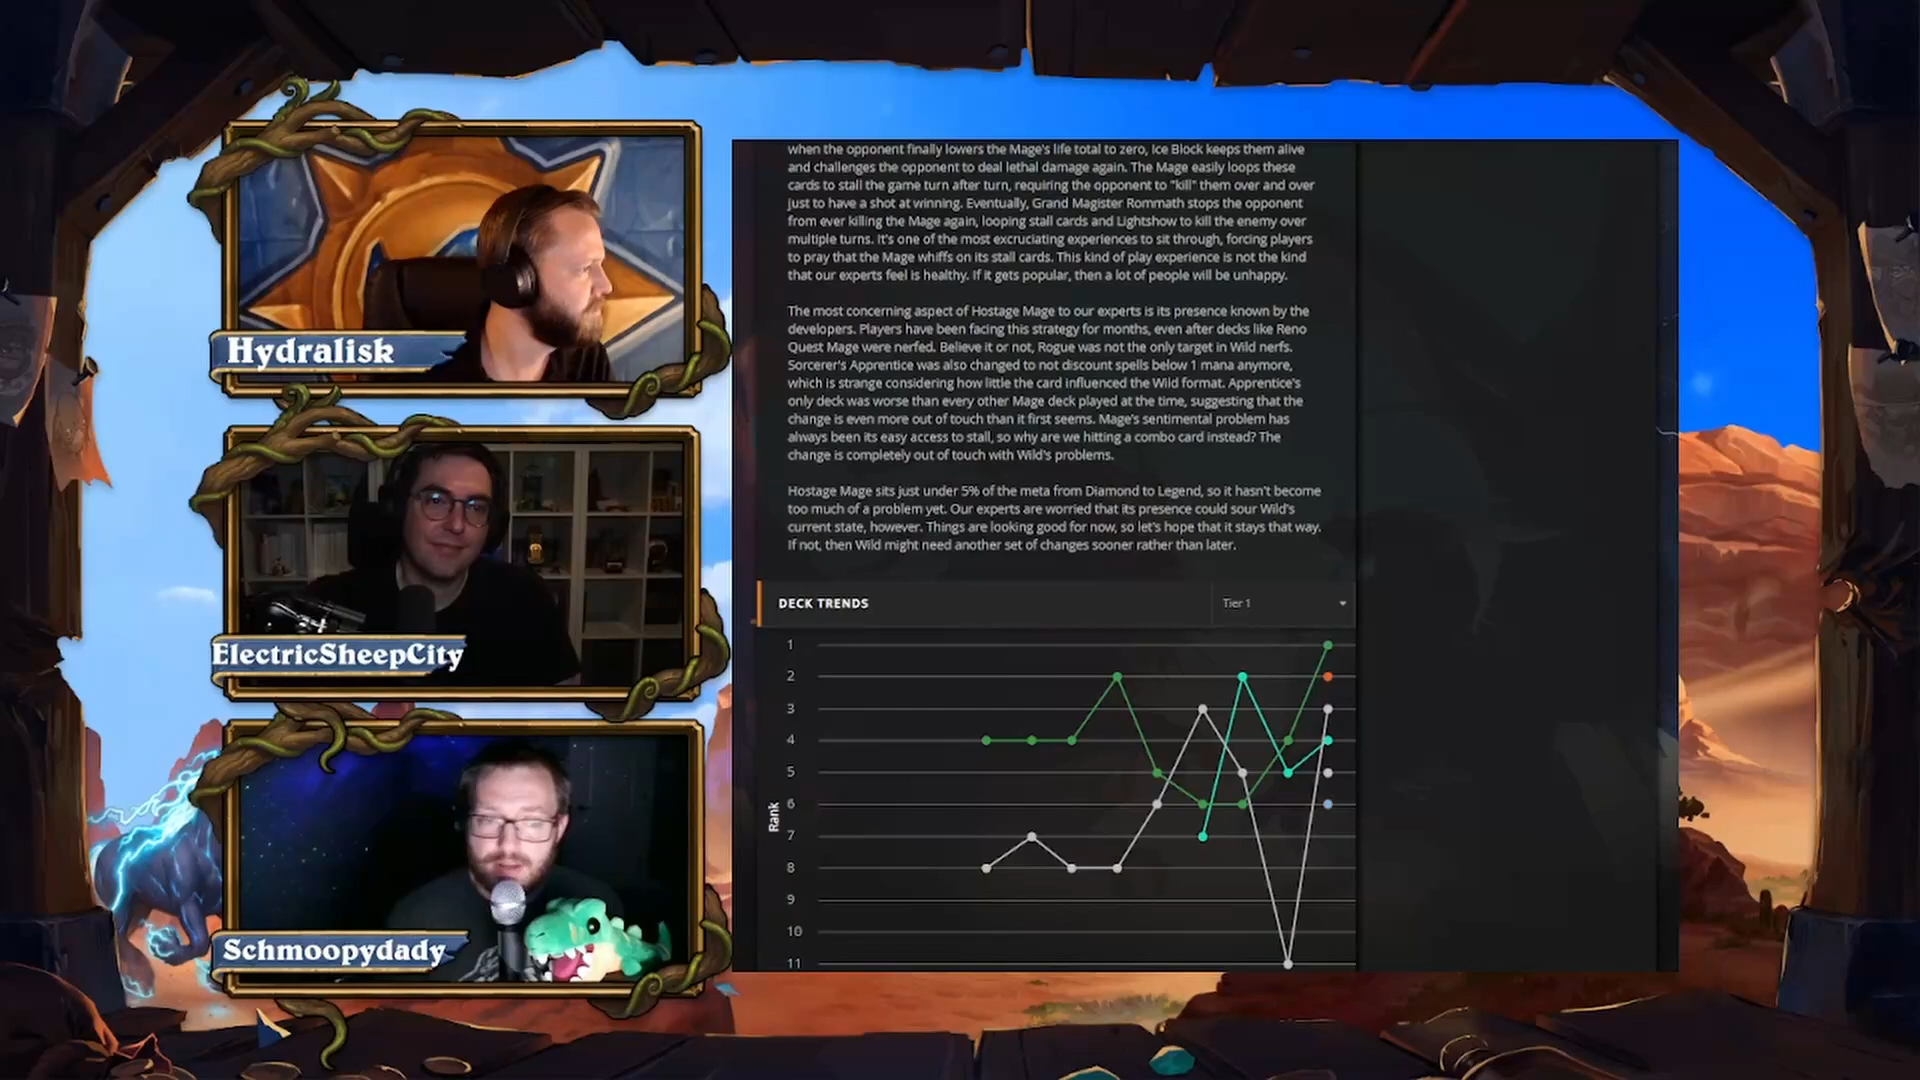 Hydralisk
ElectricSheepCity
Schmoopydady
when the opponent finally lowers the Mage's life total to zero, Ice Block keeps them alive
and challenges the opponent to deal lethal damage again. The Mage easily loops these
cards to stall the game turn after turn, requiring the opponent to "kill" them over and over
just to have a shot at winning. Eventually, Grand Magister Rommath stops the opponent
from ever killing the Mage again, looping stall cards and Lightshow to kill the enemy over
multiple turns. It's one of the most excruciating experiences to sit through, forcing players
to pray that the Mage whiffs on its stall cards. This kind of play experience is not the kind
that our experts feel is healthy. If it gets popular, then a lot of people will be unhappy.
The most concerning aspect of Hostage Mage to our experts is its presence known by the
developers. Players have been facing this strategy for months, even after decks like Reno
Quest Mage were nerfed. Believe it or not, Rogue was not the only target in Wild nerfs.
Sorcerer's Apprentice was also changed to not discount spells below 1 mana anymore,
which is strange considering how little the card influenced the Wild format. Apprentice's
only deck was worse than every other Mage deck played at the time, suggesting that the
change is even more out of touch than it first seems. Mage's sentimental problem has
always been its easy access to stall, so why are we hitting a combo card instead? The
change is completely out of touch with Wild's problems.
Hostage Mage sits just under 5% of the meta from Diamond to Legend, so it hasn't become
too much of a problem yet. Our experts are worried that its presence could sour Wild's
current state, however. Things are looking good for now, so let's hope that it stays that way.
If not, then Wild might need another set of changes sooner rather than later.
DECK TRENDS
Tier 1
Rank
1
2
3
4
5
6
7
8
9
10
11